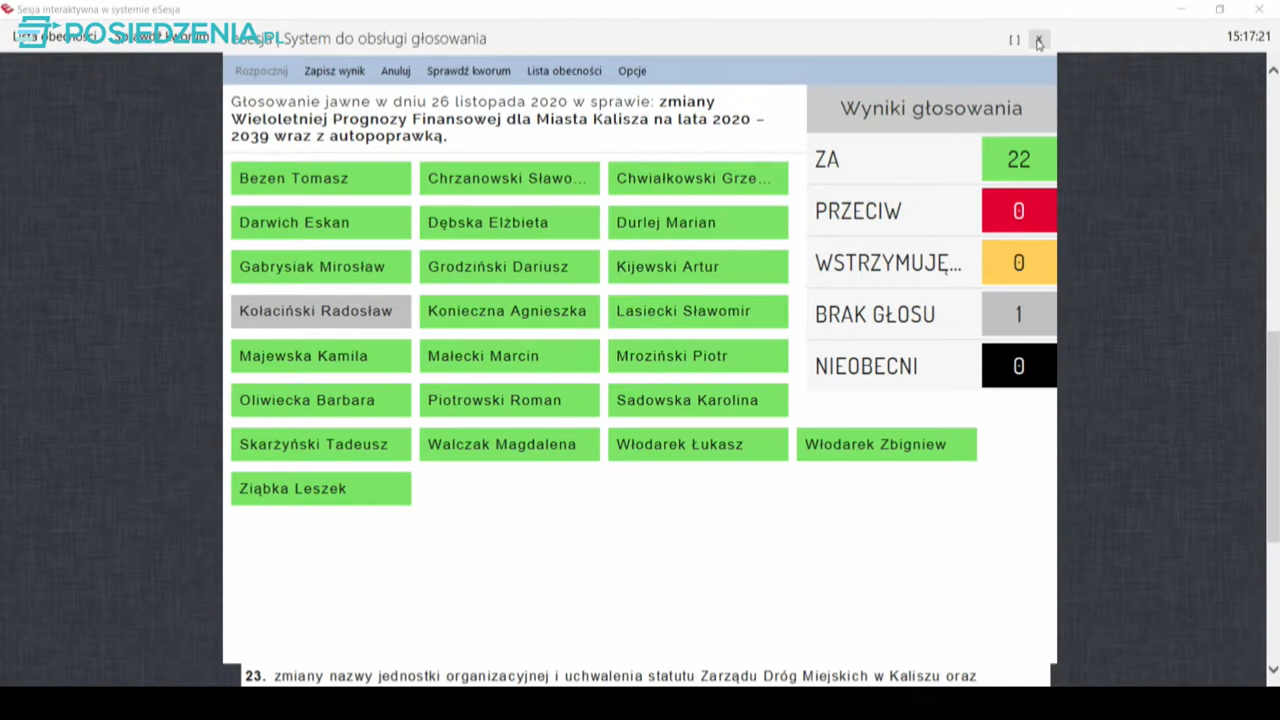 Sesja interaktywna w systemie eSesja
POSIEDZENIA.PL
Lista obecności Sprawdź kworum
eSesja | System do obsługi głosowania
[ ] x
15:17:21
Rozpocznij Zapisz wynik Anuluj Sprawdź kworum Lista obecności Opcje
Głosowanie jawne w dniu 26 listopada 2020 w sprawie: zmiany
Wieloletniej Prognozy Finansowej dla Miasta Kalisza na lata 2020 –
2039 wraz z autopoprawką.
Wyniki głosowania
ZA 22
PRZECIW 0
WSTRZYMUJĘ... 0
BRAK GŁOSU 1
NIEOBECNI 0
Bezen Tomasz Chrzanowski Sławo... Chwiałkowski Grze...
Darwich Eskan Dębska Elżbieta Durlej Marian
Gabrysiak Mirosław Grodziński Dariusz Kijewski Artur
Kołaciński Radosław Konieczna Agnieszka Lasiecki Sławomir
Majewska Kamila Małecki Marcin Mroziński Piotr
Oliwiecka Barbara Piotrowski Roman Sadowska Karolina
Skarżyński Tadeusz Walczak Magdalena Włodarek Łukasz Włodarek Zbigniew
Ziąbka Leszek
23. zmiany nazwy jednostki organizacyjnej i uchwalenia statutu Zarządu Dróg Miejskich w Kaliszu oraz